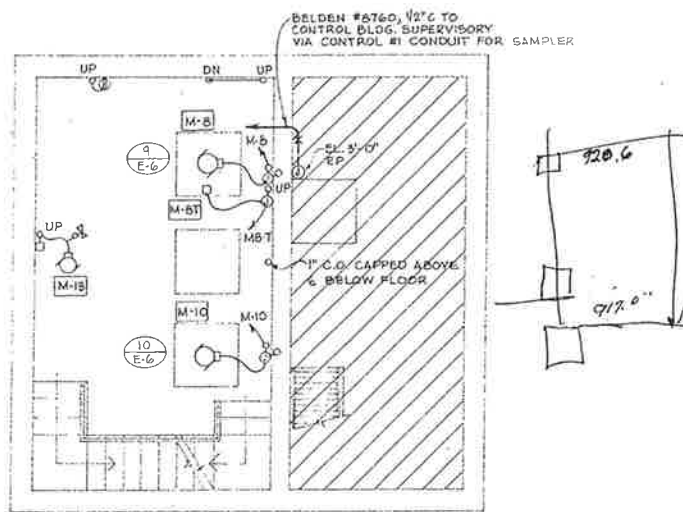 BELDEN #8760, 1/2" C TO
CONTROL BLDG. SUPERVISORY
VIA CONTROL #1 CONDUIT FOR SAMPLER
UP
DN
UP
M-8
9
E-6
M-8
EL. 3'-0"
UP
M-8T
M8-T
UP
M-13
1" C.O. CAPPED ABOVE
& BELOW FLOOR
M-10
M-10
10
E-6
928.6
917.0"